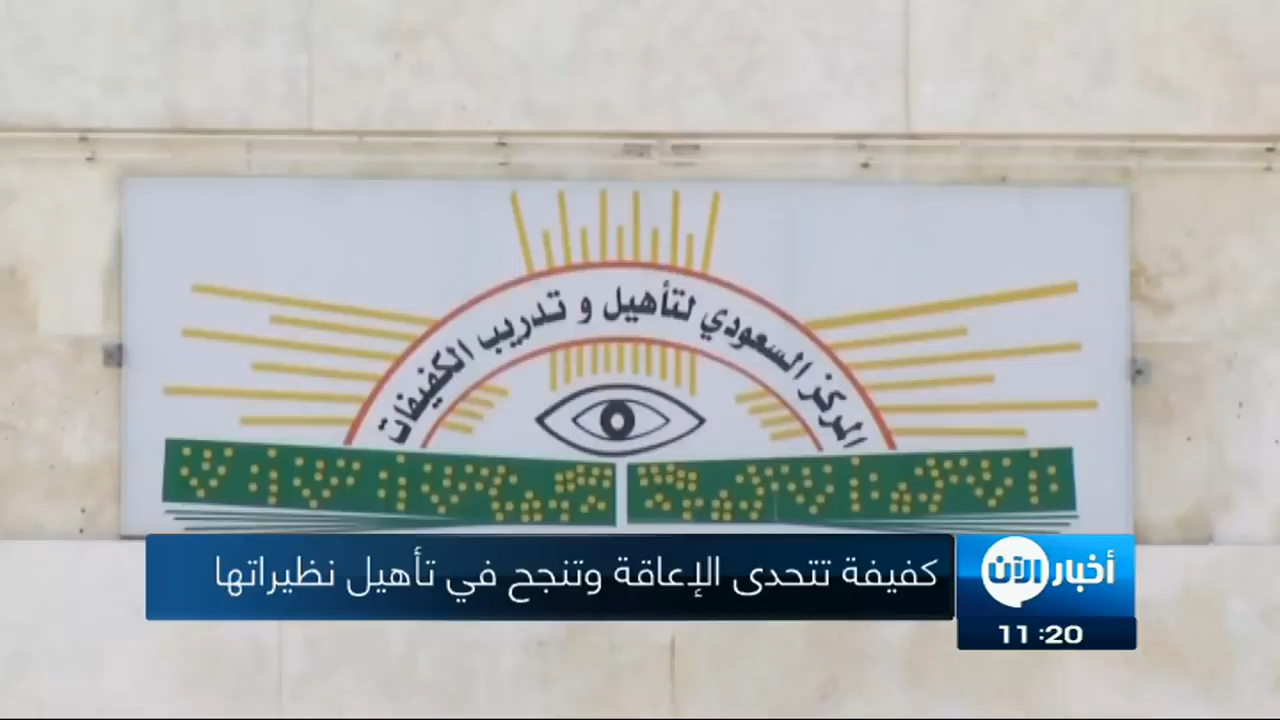 المركز السعودي لتأهيل و تدريب الكفيفات
كفيفة تتحدى الإعاقة وتنجح في تأهيل نظيراتها
أخبار الآن
11:20